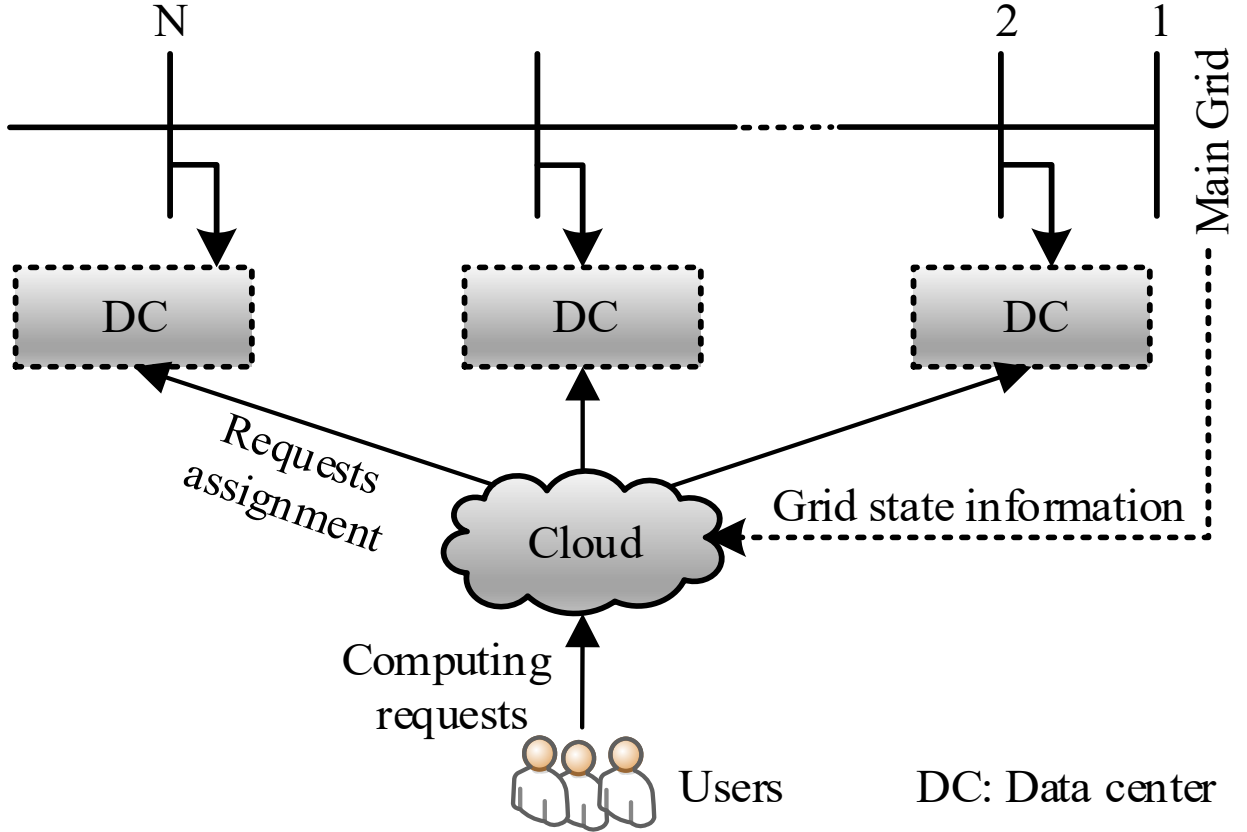 N
2
1
Main Grid
DC
DC
DC
Requests
assignment
Grid state information
Cloud
Computing
requests
Users
DC: Data center